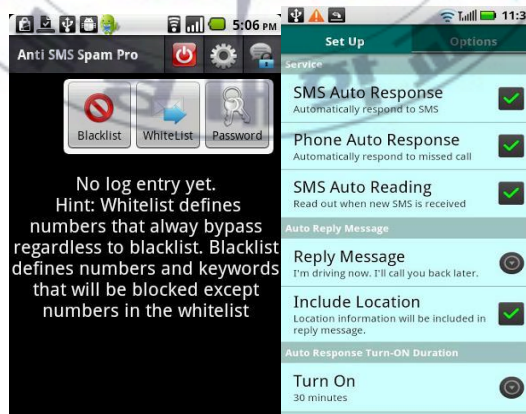 5:06 PM
Anti SMS Spam Pro
Blacklist WhiteList Password
No log entry yet.
Hint: Whitelist defines
numbers that alway bypass
regardless to blacklist. Blacklist
defines numbers and keywords
that will be blocked except
numbers in the whitelist
11:3
Set Up Options
Service
SMS Auto Response
Automatically respond to SMS
Phone Auto Response
Automatically respond to missed call
SMS Auto Reading
Read out when new SMS is received
Auto Reply Message
Reply Message
I'm driving now. I'll call you back later.
Include Location
Location information will be included in
reply message.
Auto Response Turn-ON Duration
Turn On
30 minutes